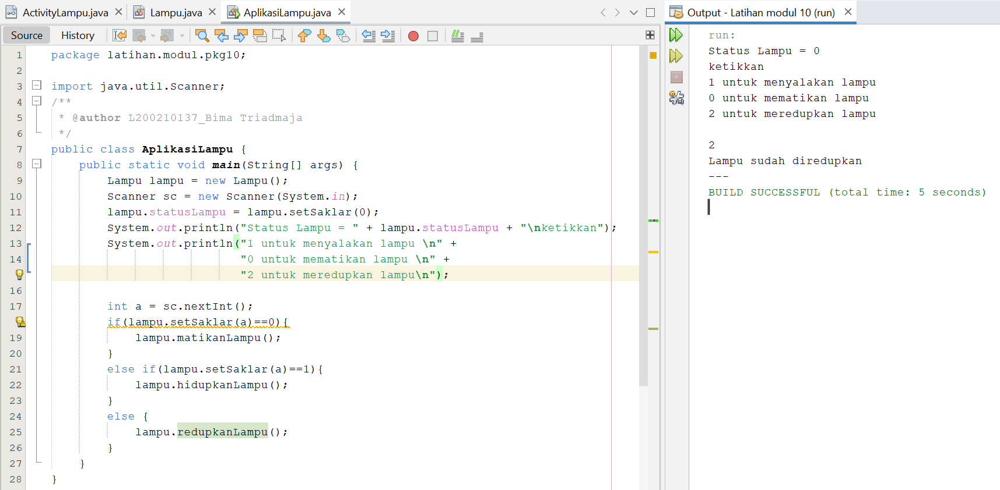 ActivityLampu.java Lampu.java AplikasiLampu.java
Source History
1 package latihan.modul.pkg10;
2
3 import java.util.Scanner;
4 /**
5 * @author L200210137_Bima Triadmaja
6 */
7 public class AplikasiLampu {
8 public static void main(String[] args) {
9 Lampu lampu = new Lampu();
10 Scanner sc = new Scanner(System.in);
11 lampu.statusLampu = lampu.setSaklar(0);
12 System.out.println("Status Lampu = " + lampu.statusLampu + "\nketikkan");
13 System.out.println("1 untuk menyalakan lampu \n" +
14 "0 untuk mematikan lampu \n" +
"2 untuk meredupkan lampu\n");
16
17 int a = sc.nextInt();
if(lampu.setSaklar(a)==0){
19 lampu.matikanLampu();
20 }
21 else if(lampu.setSaklar(a)==1){
22 lampu.hidupkanLampu();
23 }
24 else {
25 lampu.redupkanLampu();
26 }
27 }
28 }
Output - Latihan modul 10 (run)
run:
Status Lampu = 0
ketikkan
1 untuk menyalakan lampu
0 untuk mematikan lampu
2 untuk meredupkan lampu
2
Lampu sudah diredupkan
---
BUILD SUCCESSFUL (total time: 5 seconds)